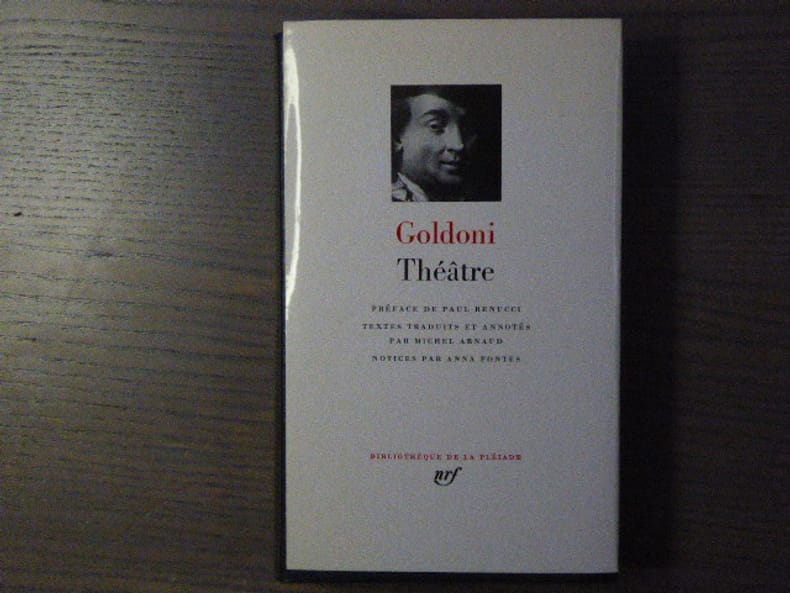 Goldoni
Théâtre
PRÉFACE DE PAUL RENUCCI
TEXTES TRADUITS ET ANNOTÉS
PAR MICHEL ARNAUD
NOTICES PAR ANNA FONTES
BIBLIOTHÈQUE DE LA PLÉIADE
nrf